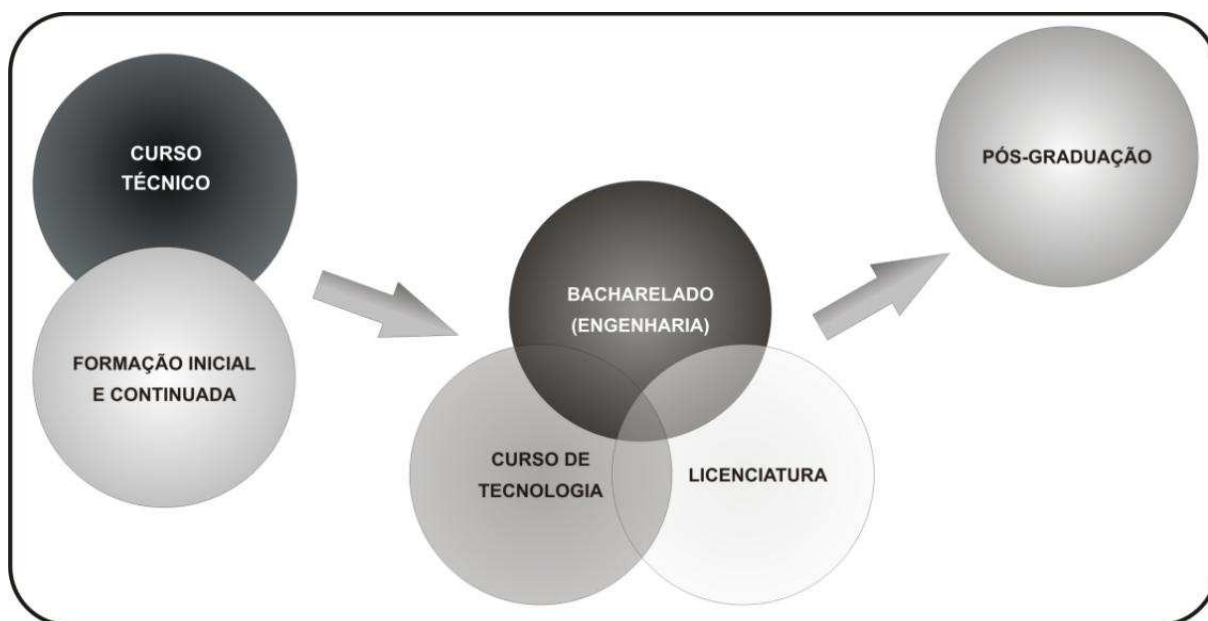 CURSO
TÉCNICO
FORMAÇÃO INICIAL
E CONTINUADA
BACHARELADO
(ENGENHARIA)
CURSO DE
TECNOLOGIA
LICENCIATURA
PÓS-GRADUAÇÃO